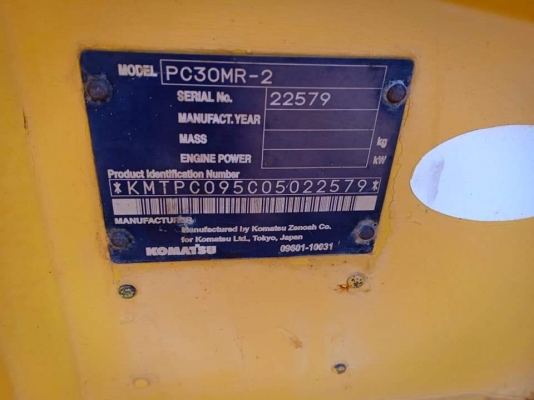 MODEL PC30MR-2
SERIAL No. 22579
MANUFACT. YEAR
MASS kg
ENGINE POWER kW
Product Identification Number
*KMTPC095C05022579*
MANUFACTURER
Manufactured by Komatsu Zenoah Co.
for Komatsu Ltd., Tokyo, Japan
KOMATSU 09601-10031